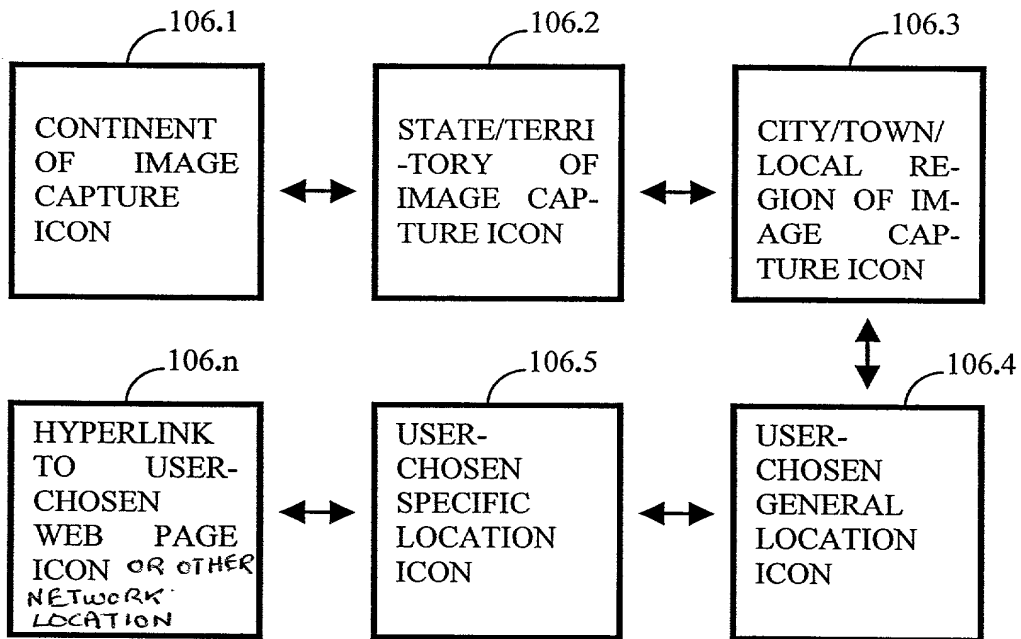 106.1
106.2
106.3
CONTINENT
OF IMAGE
CAPTURE
ICON
STATE/TERRI
-TORY OF
IMAGE CAP-
TURE ICON
CITY/TOWN/
LOCAL RE-
GION OF IM-
AGE CAP-
TURE ICON
106.n
106.5
106.4
HYPERLINK
TO USER-
CHOSEN
WEB PAGE
ICON OR OTHER
NETWORK
LOCATION
USER-
CHOSEN
SPECIFIC
LOCATION
ICON
USER-
CHOSEN
GENERAL
LOCATION
ICON